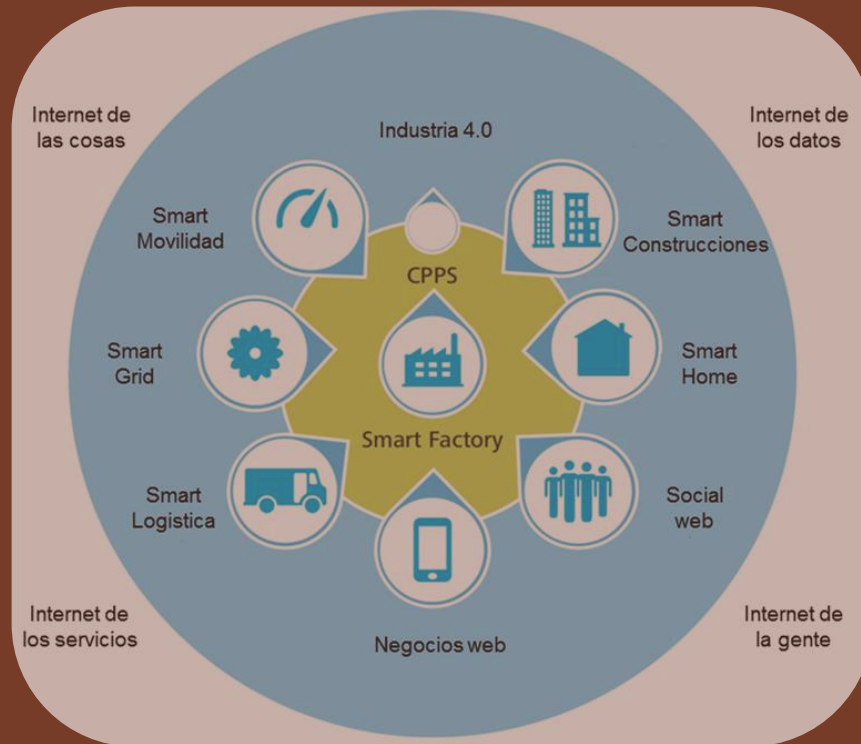 Internet de
las cosas
Industria 4.0
Internet de
los datos
Smart
Movilidad
Smart
Construcciones
CPPS
Smart
Grid
Smart
Home
Smart Factory
Smart
Logistica
Social
web
Internet de
los servicios
Negocios web
Internet de
la gente